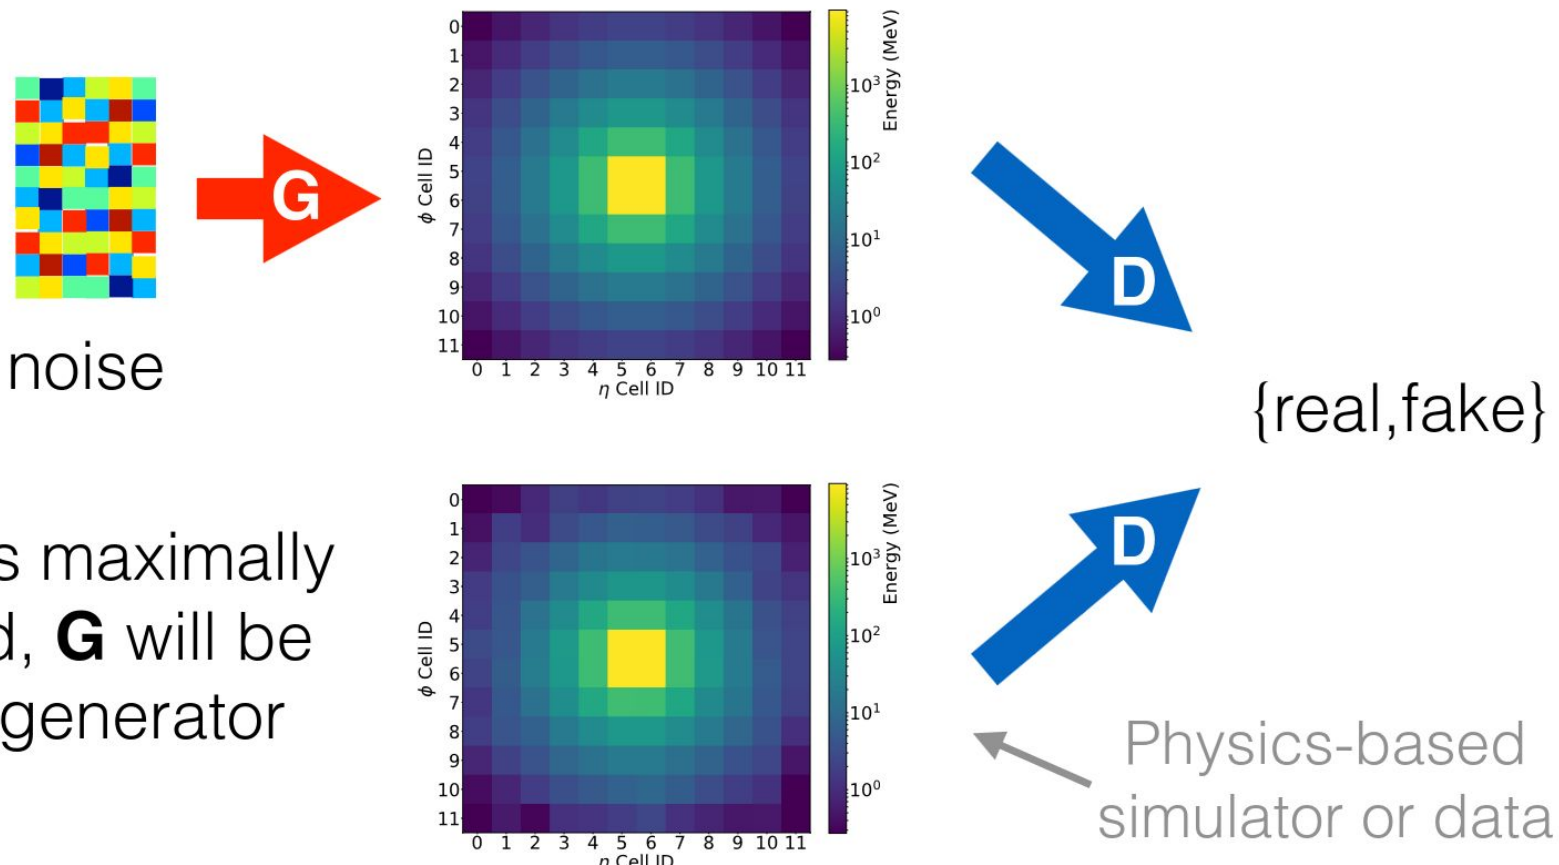 0
1
2
3
4
5
6
7
8
9
10
11
ϕ Cell ID
0 1 2 3 4 5 6 7 8 9 10 11
η Cell ID
10³
10²
10¹
10⁰
Energy (MeV)
G
D
noise
{real,fake}
s maximally
d, G will be
generator
0
1
2
3
4
5
6
7
8
9
10
11
ϕ Cell ID
0 1 2 3 4 5 6 7 8 9 10 11
η Cell ID
10³
10²
10¹
10⁰
Energy (MeV)
D
Physics-based
simulator or data